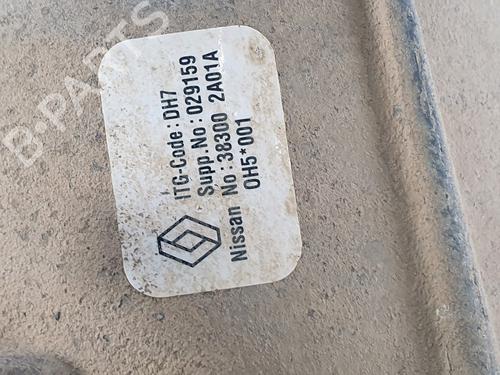 ITG-Code : DH7
Supp.No : 029159
Nissan No : 38300 2A01A
OH5*001
B-PARTS